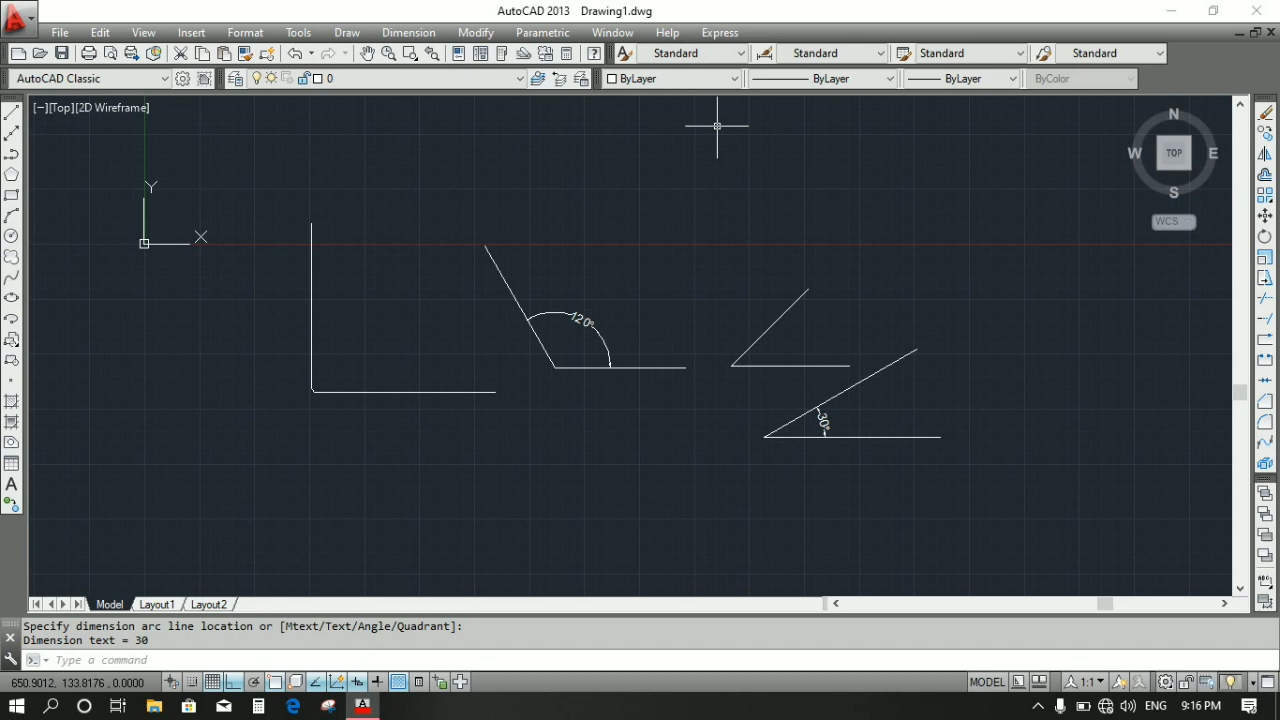 AutoCAD 2013 Drawing1.dwg
File Edit View Insert Format Tools Draw Dimension Modify Parametric Window Help Express
Standard Standard Standard Standard
AutoCAD Classic 0 ByLayer ByLayer ByLayer ByColor
[−][Top][2D Wireframe]
N
W TOP E
S
WCS
Y
X
120°
30°
Model Layout1 Layout2
Specify dimension arc line location or [Mtext/Text/Angle/Quadrant]:
Dimension text = 30
Type a command
650.9012, 133.8176, 0.0000 MODEL 1:1
ENG 9:16 PM